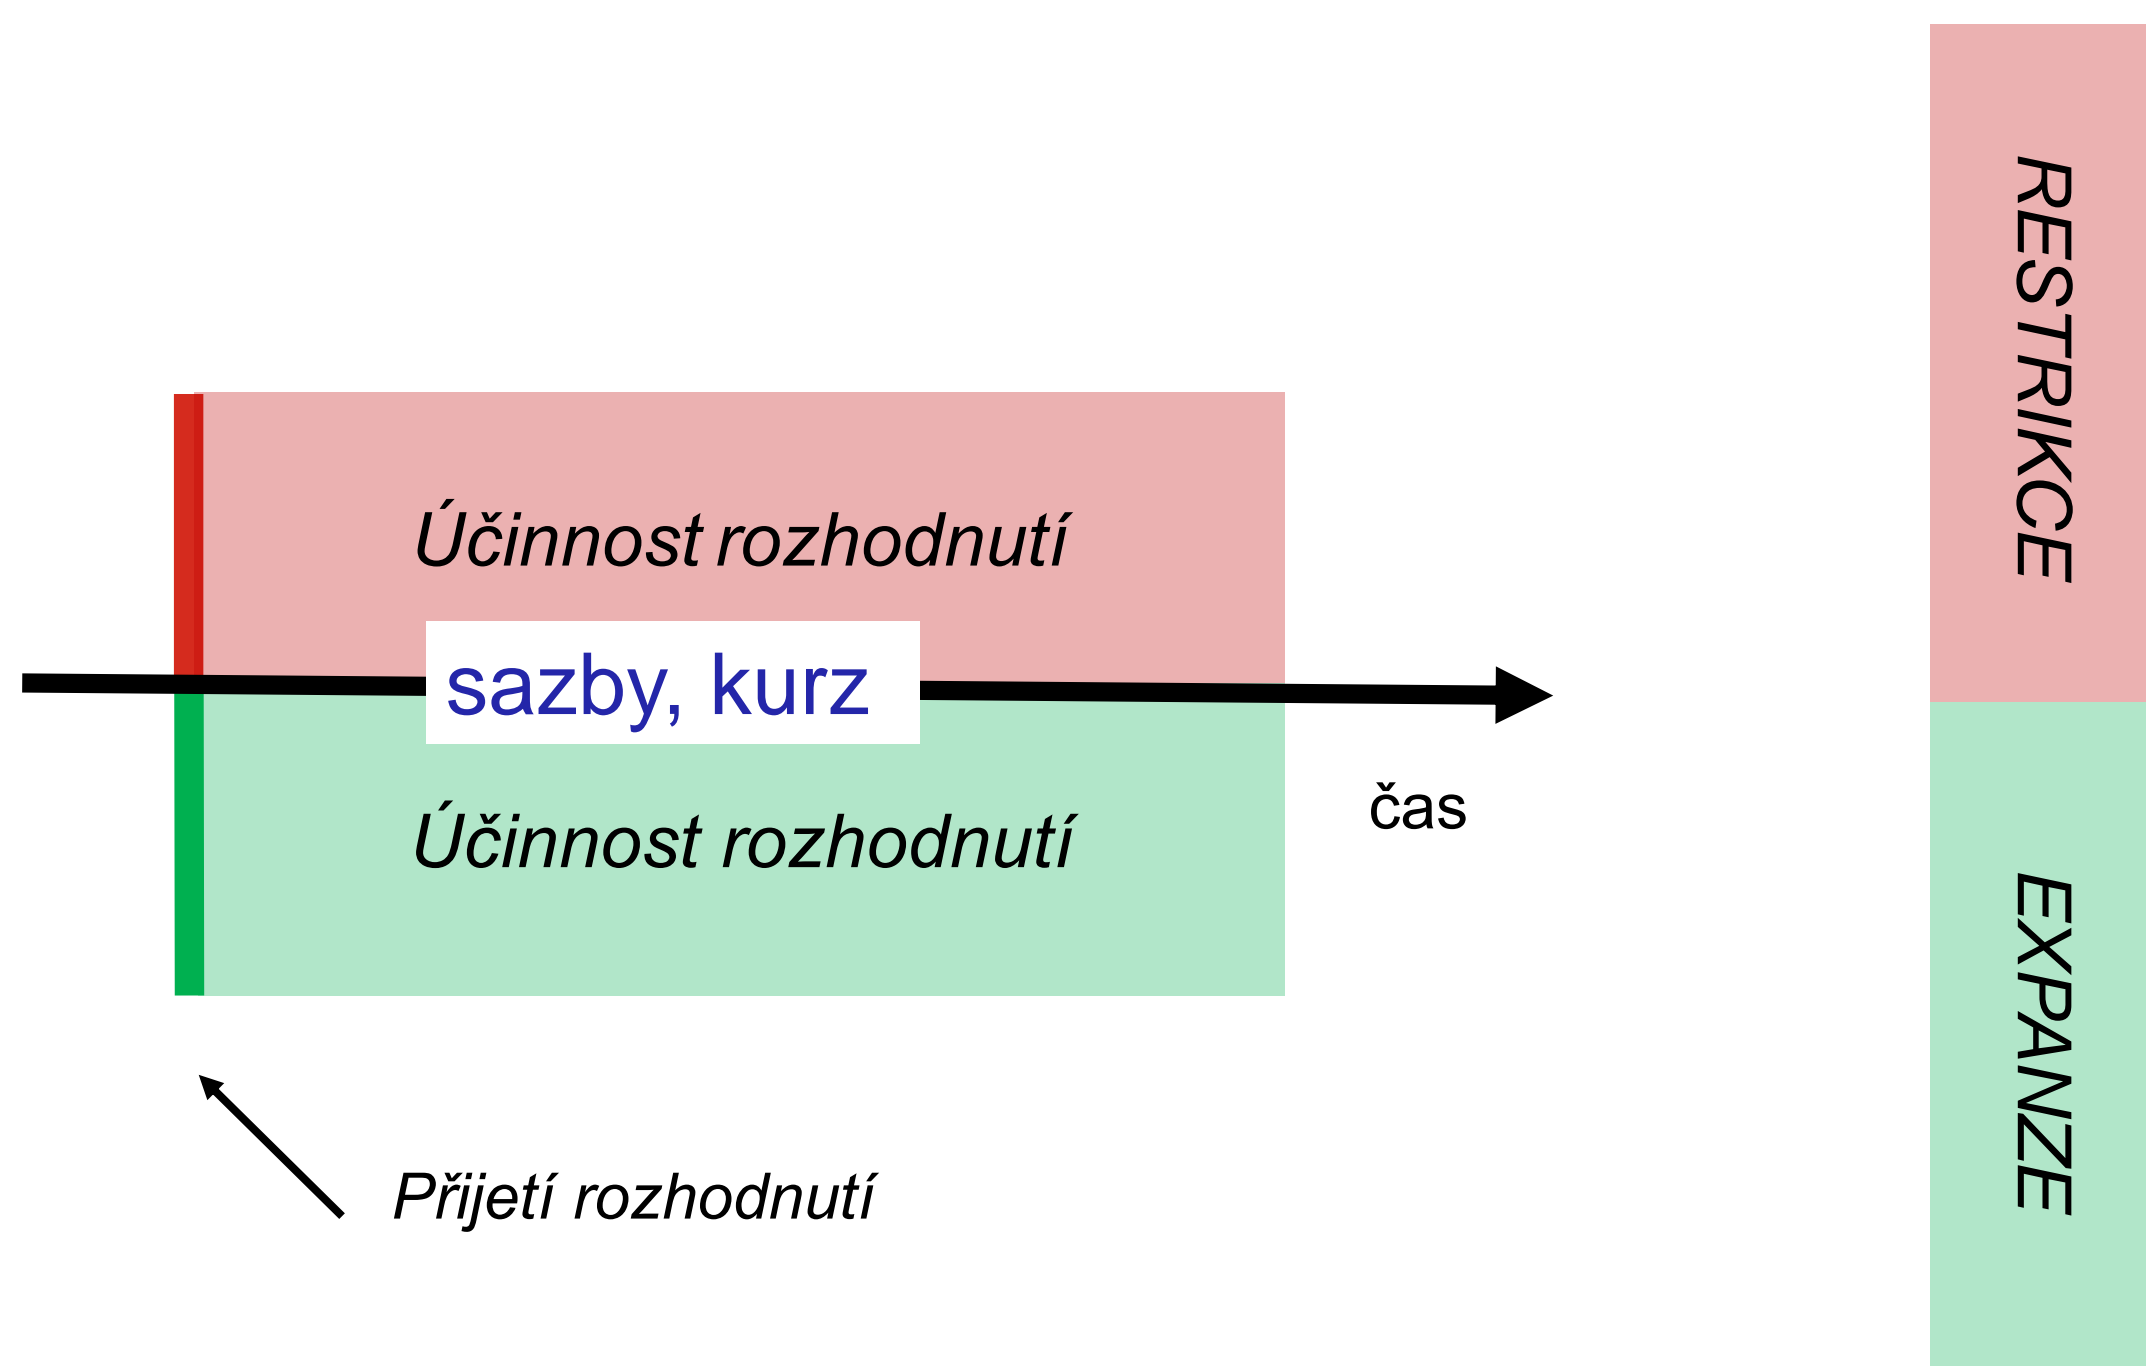 RESTRIKCE
Účinnost rozhodnutí
sazby, kurz
čas
Účinnost rozhodnutí
EXPANZE
Přijetí rozhodnutí